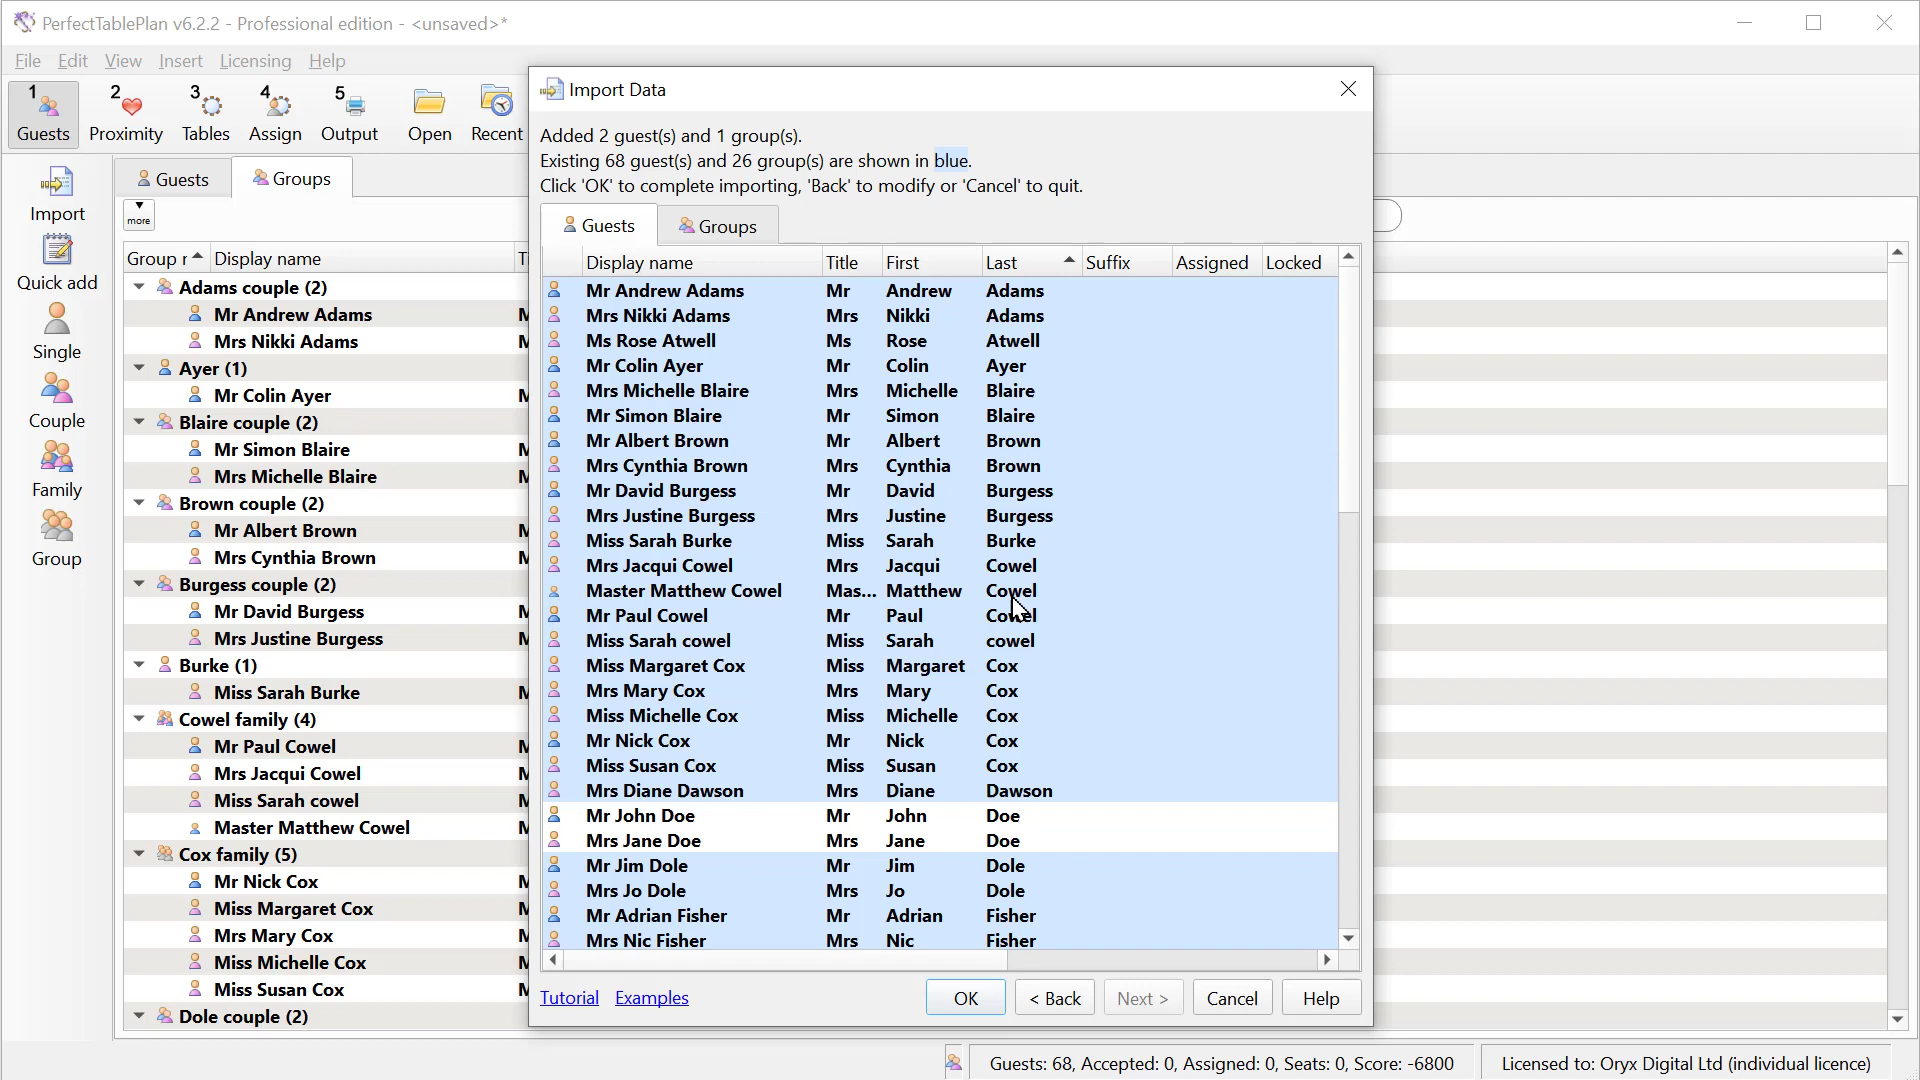 PerfectTablePlan v6.2.2 - Professional edition - <unsaved>*
File Edit View Insert Licensing Help
1 Guests
2 Proximity
3 Tables
4 Assign
5 Output
Open
Recent
Import
Quick add
Single
Couple
Family
Group
Guests Groups
more
Group r Display name
Adams couple (2)
Mr Andrew Adams
Mrs Nikki Adams
Ayer (1)
Mr Colin Ayer
Blaire couple (2)
Mr Simon Blaire
Mrs Michelle Blaire
Brown couple (2)
Mr Albert Brown
Mrs Cynthia Brown
Burgess couple (2)
Mr David Burgess
Mrs Justine Burgess
Burke (1)
Miss Sarah Burke
Cowel family (4)
Mr Paul Cowel
Mrs Jacqui Cowel
Miss Sarah cowel
Master Matthew Cowel
Cox family (5)
Mr Nick Cox
Miss Margaret Cox
Mrs Mary Cox
Miss Michelle Cox
Miss Susan Cox
Dole couple (2)
Import Data
Added 2 guest(s) and 1 group(s).
Existing 68 guest(s) and 26 group(s) are shown in blue.
Click 'OK' to complete importing, 'Back' to modify or 'Cancel' to quit.
Guests Groups
Display name Title First Last Suffix Assigned Locked
Mr Andrew Adams Mr Andrew Adams
Mrs Nikki Adams Mrs Nikki Adams
Ms Rose Atwell Ms Rose Atwell
Mr Colin Ayer Mr Colin Ayer
Mrs Michelle Blaire Mrs Michelle Blaire
Mr Simon Blaire Mr Simon Blaire
Mr Albert Brown Mr Albert Brown
Mrs Cynthia Brown Mrs Cynthia Brown
Mr David Burgess Mr David Burgess
Mrs Justine Burgess Mrs Justine Burgess
Miss Sarah Burke Miss Sarah Burke
Mrs Jacqui Cowel Mrs Jacqui Cowel
Master Matthew Cowel Mas... Matthew Cowel
Mr Paul Cowel Mr Paul Cowel
Miss Sarah cowel Miss Sarah cowel
Miss Margaret Cox Miss Margaret Cox
Mrs Mary Cox Mrs Mary Cox
Miss Michelle Cox Miss Michelle Cox
Mr Nick Cox Mr Nick Cox
Miss Susan Cox Miss Susan Cox
Mrs Diane Dawson Mrs Diane Dawson
Mr John Doe Mr John Doe
Mrs Jane Doe Mrs Jane Doe
Mr Jim Dole Mr Jim Dole
Mrs Jo Dole Mrs Jo Dole
Mr Adrian Fisher Mr Adrian Fisher
Mrs Nic Fisher Mrs Nic Fisher
Tutorial Examples OK < Back Next > Cancel Help
Guests: 68, Accepted: 0, Assigned: 0, Seats: 0, Score: -6800 Licensed to: Oryx Digital Ltd (individual licence)